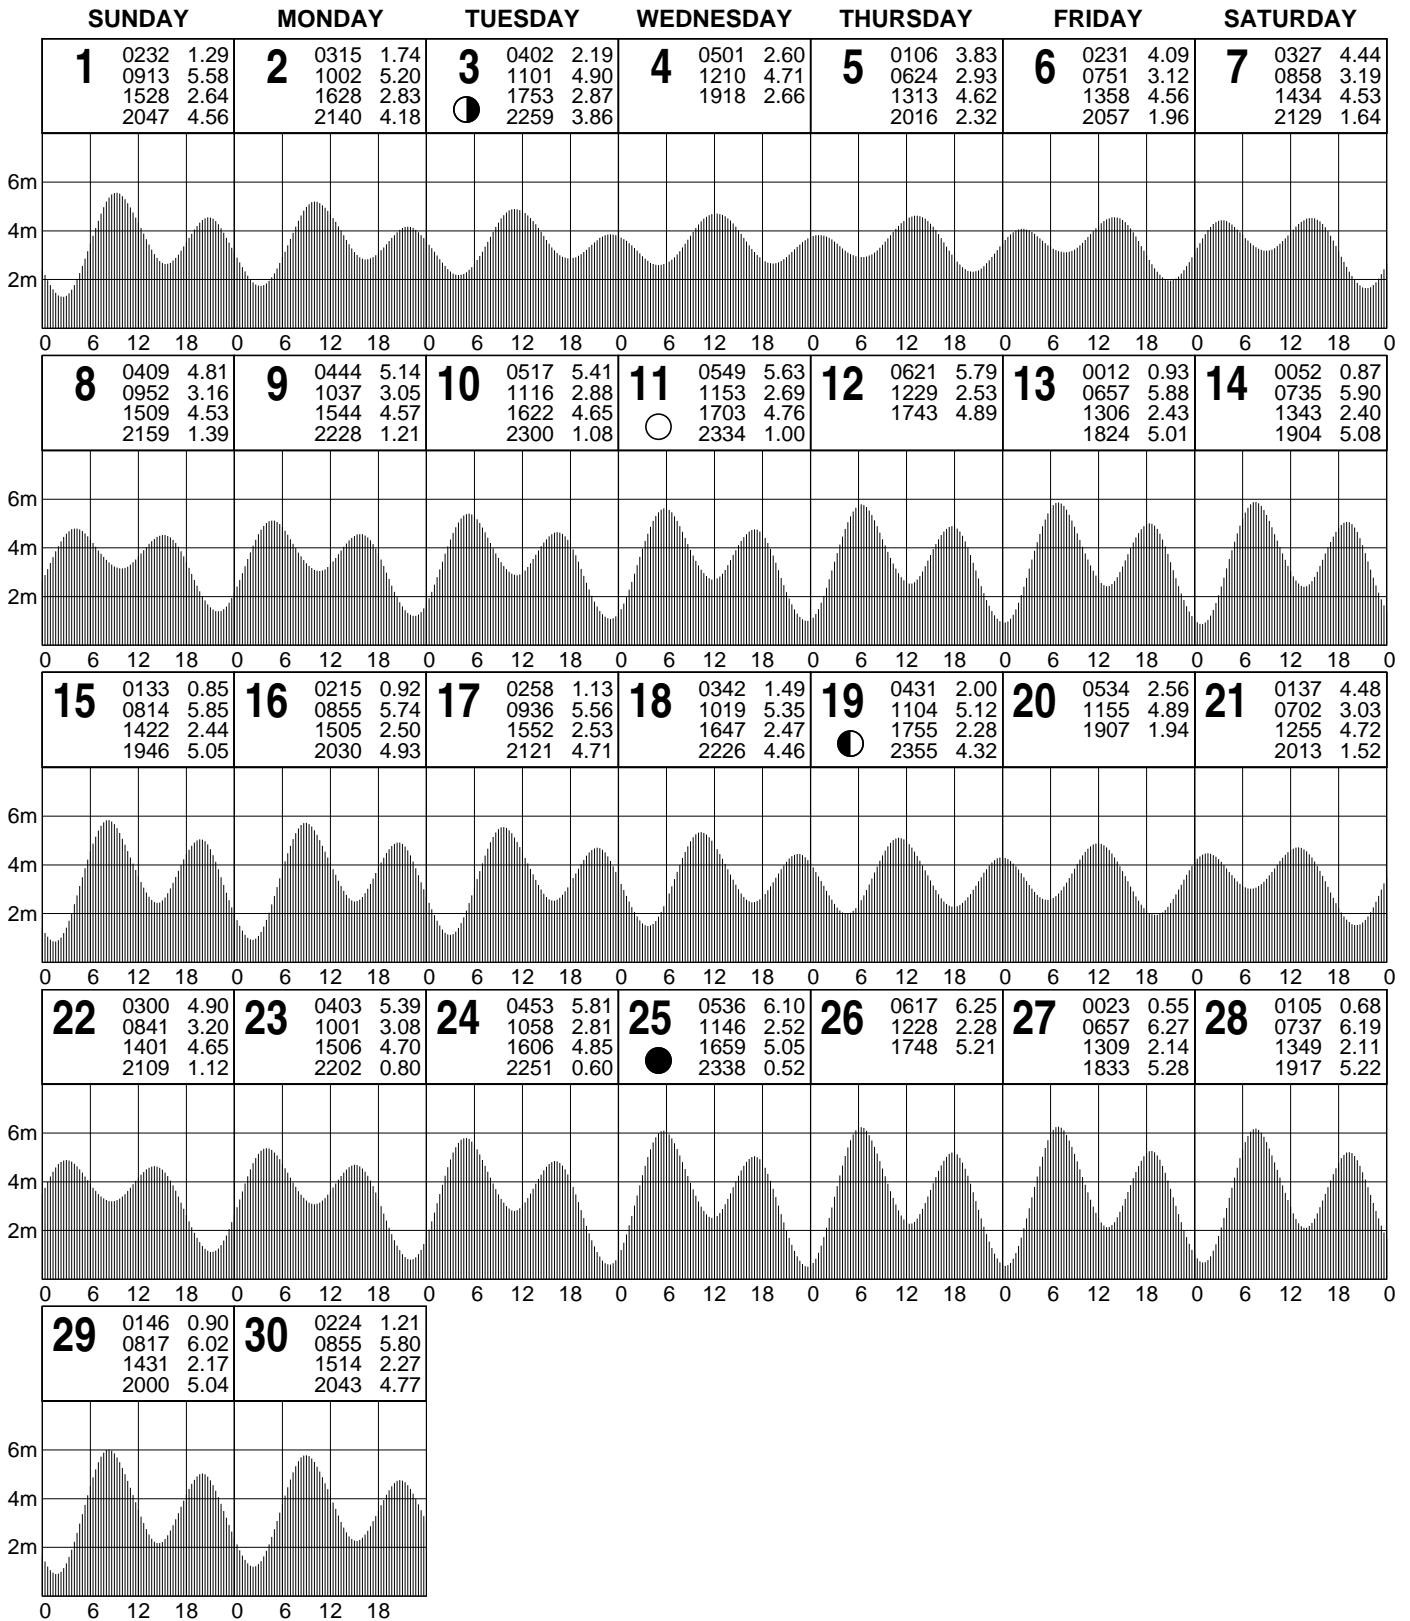 SUNDAY MONDAY TUESDAY WEDNESDAY THURSDAY FRIDAY SATURDAY
1 0232 1.29
0913 5.58
1528 2.64
2047 4.56
2 0315 1.74
1002 5.20
1628 2.83
2140 4.18
3 0402 2.19
1101 4.90
1753 2.87
2259 3.86
4 0501 2.60
1210 4.71
1918 2.66
5 0106 3.83
0624 2.93
1313 4.62
2016 2.32
6 0231 4.09
0751 3.12
1358 4.56
2057 1.96
7 0327 4.44
0858 3.19
1434 4.53
2129 1.64
6m
4m
2m
0 6 12 18 0 6 12 18 0 6 12 18 0 6 12 18 0 6 12 18 0 6 12 18 0 6 12 18 0
8 0409 4.81
0952 3.16
1509 4.53
2159 1.39
9 0444 5.14
1037 3.05
1544 4.57
2228 1.21
10 0517 5.41
1116 2.88
1622 4.65
2300 1.08
11 0549 5.63
1153 2.69
1703 4.76
2334 1.00
12 0621 5.79
1229 2.53
1743 4.89
13 0012 0.93
0657 5.88
1306 2.43
1824 5.01
14 0052 0.87
0735 5.90
1343 2.40
1904 5.08
6m
4m
2m
0 6 12 18 0 6 12 18 0 6 12 18 0 6 12 18 0 6 12 18 0 6 12 18 0 6 12 18 0
15 0133 0.85
0814 5.85
1422 2.44
1946 5.05
16 0215 0.92
0855 5.74
1505 2.50
2030 4.93
17 0258 1.13
0936 5.56
1552 2.53
2121 4.71
18 0342 1.49
1019 5.35
1647 2.47
2226 4.46
19 0431 2.00
1104 5.12
1755 2.28
2355 4.32
20 0534 2.56
1155 4.89
1907 1.94
21 0137 4.48
0702 3.03
1255 4.72
2013 1.52
6m
4m
2m
0 6 12 18 0 6 12 18 0 6 12 18 0 6 12 18 0 6 12 18 0 6 12 18 0 6 12 18 0
22 0300 4.90
0841 3.20
1401 4.65
2109 1.12
23 0403 5.39
1001 3.08
1506 4.70
2202 0.80
24 0453 5.81
1058 2.81
1606 4.85
2251 0.60
25 0536 6.10
1146 2.52
1659 5.05
2338 0.52
26 0617 6.25
1228 2.28
1748 5.21
27 0023 0.55
0657 6.27
1309 2.14
1833 5.28
28 0105 0.68
0737 6.19
1349 2.11
1917 5.22
6m
4m
2m
0 6 12 18 0 6 12 18 0 6 12 18 0 6 12 18 0 6 12 18 0 6 12 18 0 6 12 18 0
29 0146 0.90
0817 6.02
1431 2.17
2000 5.04
30 0224 1.21
0855 5.80
1514 2.27
2043 4.77
6m
4m
2m
0 6 12 18 0 6 12 18